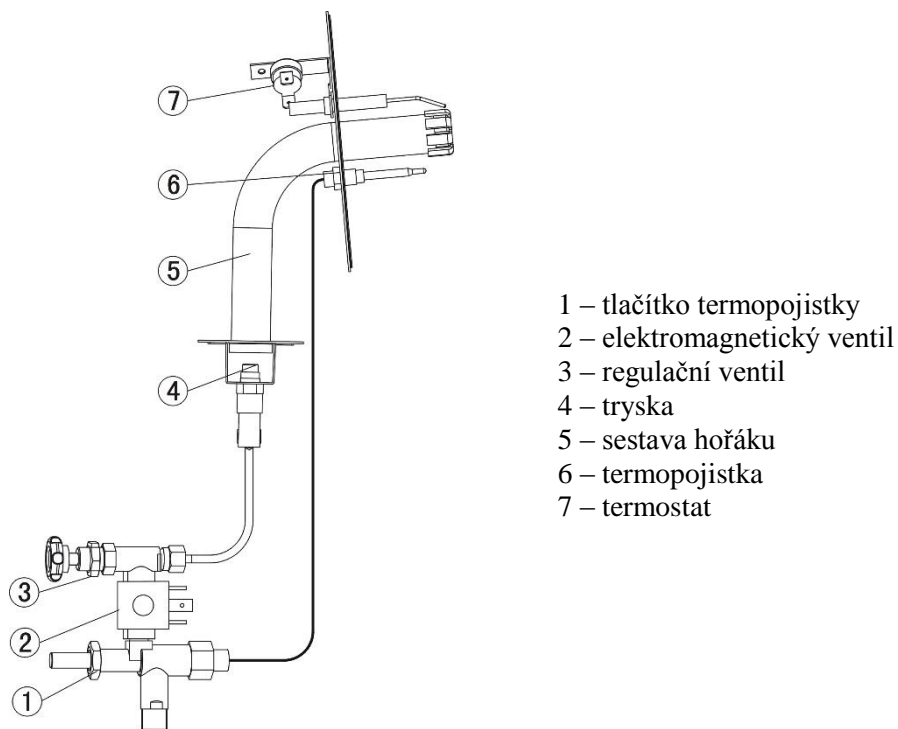 7
6
5
4
3
2
1
1 – tlačítko termopojistky
2 – elektromagnetický ventil
3 – regulační ventil
4 – tryska
5 – sestava hořáku
6 – termopojistka
7 – termostat